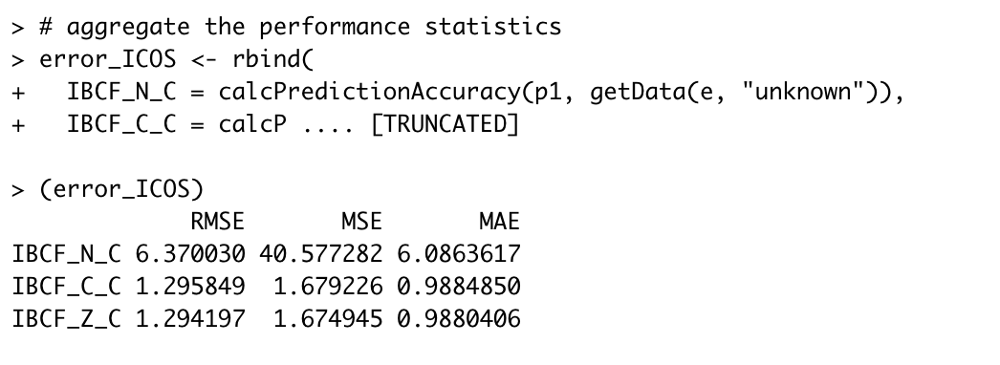 > # aggregate the performance statistics
> error_ICOS <- rbind(
+   IBCF_N_C = calcPredictionAccuracy(p1, getData(e, "unknown")),
+   IBCF_C_C = calcP .... [TRUNCATED]
> (error_ICOS)
             RMSE       MSE       MAE
IBCF_N_C 6.370030 40.577282 6.0863617
IBCF_C_C 1.295849  1.679226 0.9884850
IBCF_Z_C 1.294197  1.674945 0.9880406